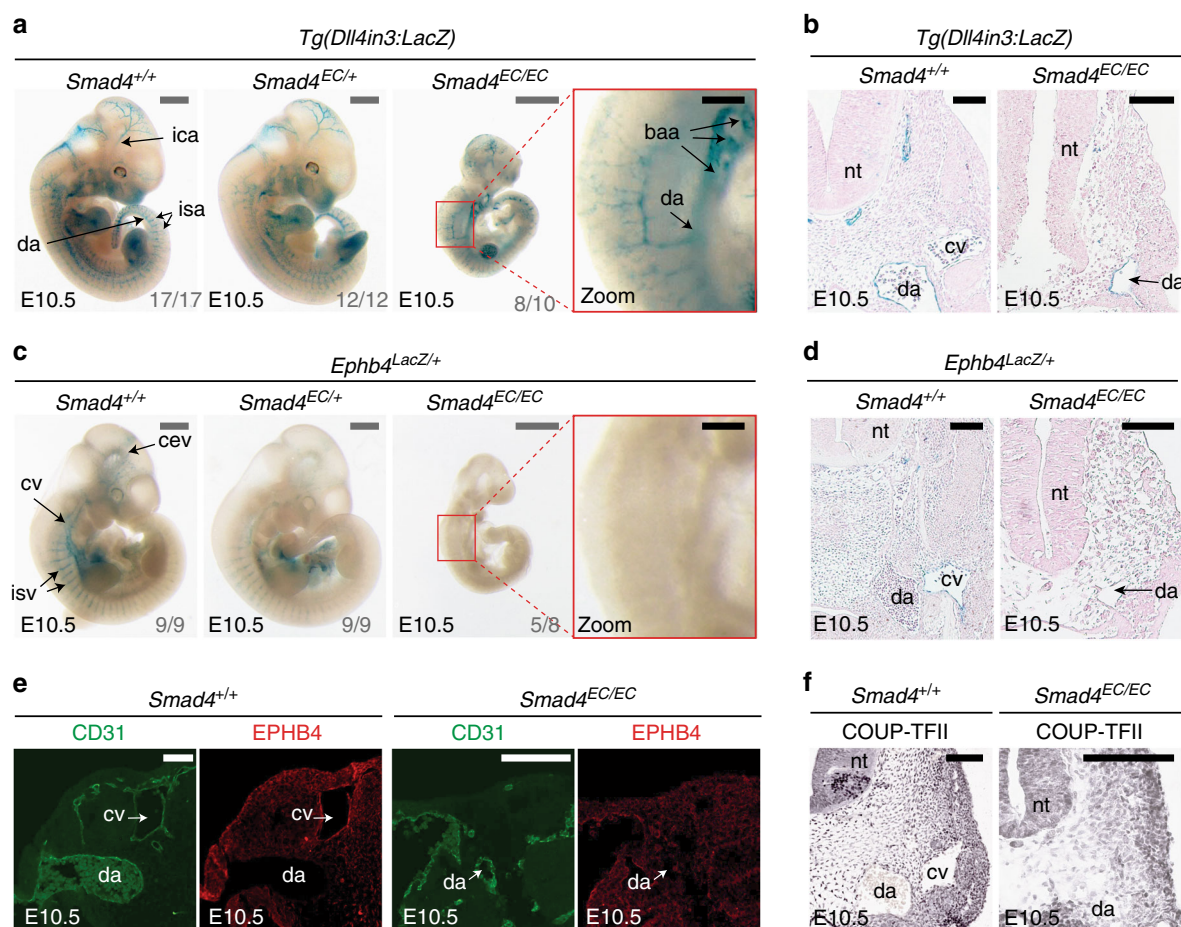 a
Tg(Dll4in3:LacZ)
Smad4+/+ Smad4EC/+ Smad4EC/EC
ica
isa
da
baa
da
E10.5 17/17
E10.5 12/12
E10.5 8/10
Zoom
b
Tg(Dll4in3:LacZ)
Smad4+/+ Smad4EC/EC
nt
cv
da
E10.5
nt
da
E10.5
c
Ephb4LacZ/+
Smad4+/+ Smad4EC/+ Smad4EC/EC
cev
cv
isv
E10.5 9/9
E10.5 9/9
E10.5 5/8
Zoom
d
Ephb4LacZ/+
Smad4+/+ Smad4EC/EC
nt
cv
da
E10.5
nt
da
E10.5
e
Smad4+/+ Smad4EC/EC
CD31 EPHB4 CD31 EPHB4
cv
da
E10.5
cv
da
da
E10.5
da
f
Smad4+/+ Smad4EC/EC
COUP-TFII COUP-TFII
nt
cv
da
E10.5
nt
da
E10.5